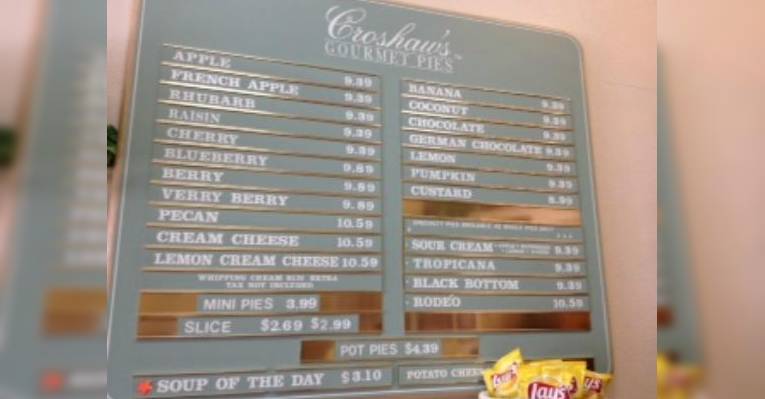 Croshaw's
GOURMET PIES
APPLE 9.39
FRENCH APPLE 9.39
RHUBARB 9.39
RAISIN 9.39
CHERRY 9.39
BLUEBERRY 9.89
BERRY 9.89
VERRY BERRY 9.89
PECAN 10.59
CREAM CHEESE 10.59
LEMON CREAM CHEESE 10.59
WHIPPING CREAM EXTRA
TAX NOT INCLUDED
MINI PIES 3.99
SLICE $2.69 $2.99
BANANA 9.39
COCONUT 9.39
CHOCOLATE 9.39
GERMAN CHOCOLATE 9.39
LEMON 9.39
PUMPKIN 9.39
CUSTARD 8.99
SOUR CREAM 9.39
TROPICANA 9.39
BLACK BOTTOM 9.39
RODEO 10.59
POT PIES $4.39
SOUP OF THE DAY $3.10
POTATO CHEE
Lay's